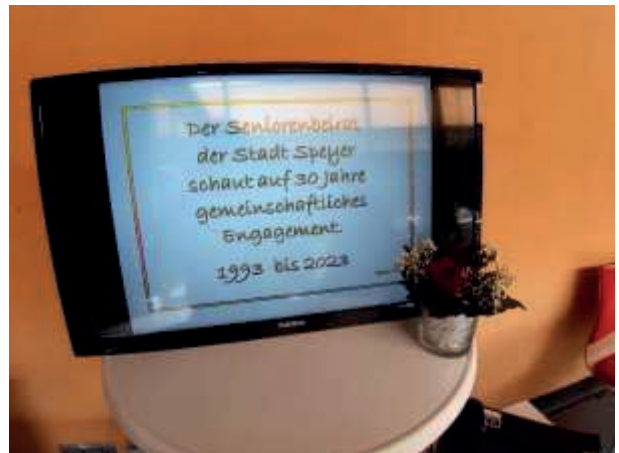 Der Seniorenbeirat
der Stadt Speyer
schaut auf 30 Jahre
gemeinschaftliches
Engagement.
1993 bis 2023